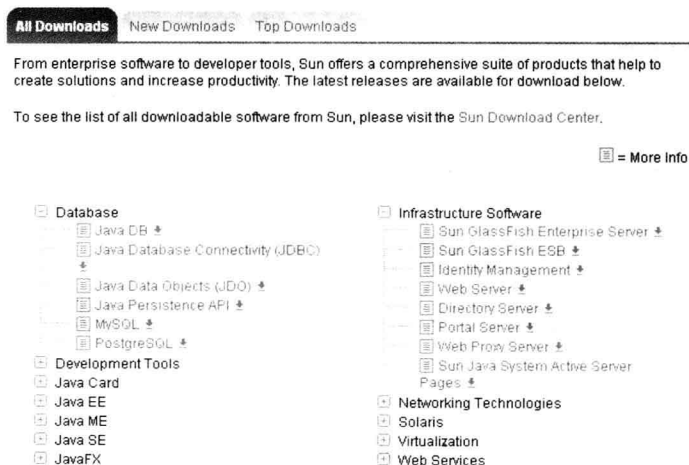 All Downloads New Downloads Top Downloads
From enterprise software to developer tools, Sun offers a comprehensive suite of products that help to
create solutions and increase productivity. The latest releases are available for download below.
To see the list of all downloadable software from Sun, please visit the Sun Download Center.
= More Info
Database
Java DB
Java Database Connectivity (JDBC)
Java Data Objects (JDO)
Java Persistence API
MySQL
PostgreSQL
Development Tools
Java Card
Java EE
Java ME
Java SE
JavaFX
Infrastructure Software
Sun GlassFish Enterprise Server
Sun GlassFish ESB
Identity Management
Web Server
Directory Server
Portal Server
Web Proxy Server
Sun Java System Active Server
Pages
Networking Technologies
Solaris
Virtualization
Web Services